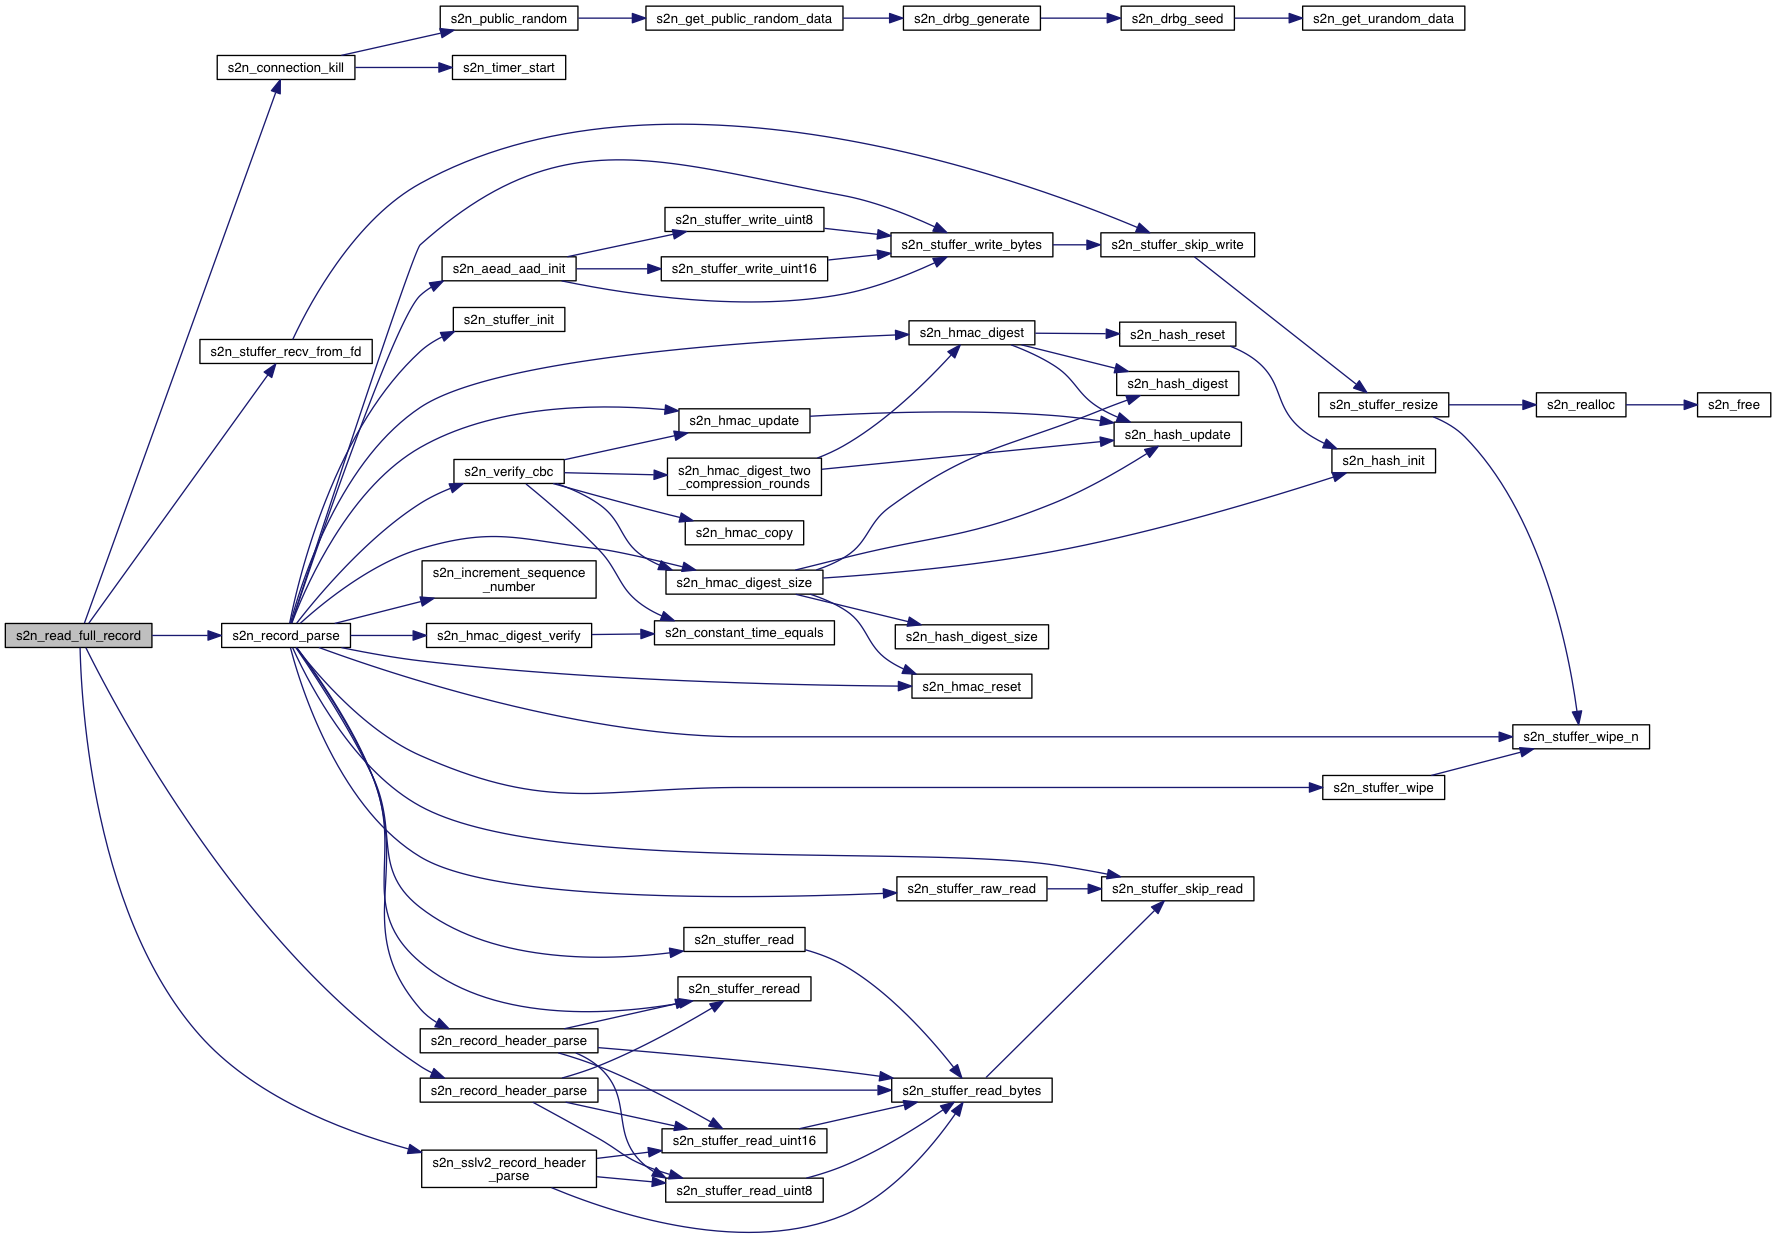 s2n_public_random
s2n_get_public_random_data
s2n_drbg_generate
s2n_drbg_seed
s2n_get_urandom_data
s2n_connection_kill
s2n_timer_start
s2n_stuffer_write_uint8
s2n_stuffer_write_bytes
s2n_stuffer_skip_write
s2n_aead_aad_init
s2n_stuffer_write_uint16
s2n_stuffer_init
s2n_hmac_digest
s2n_hash_reset
s2n_stuffer_recv_from_fd
s2n_hash_digest
s2n_stuffer_resize
s2n_realloc
s2n_free
s2n_hmac_update
s2n_hash_update
s2n_hash_init
s2n_verify_cbc
s2n_hmac_digest_two
_compression_rounds
s2n_hmac_copy
s2n_increment_sequence
_number
s2n_hmac_digest_size
s2n_read_full_record
s2n_record_parse
s2n_hmac_digest_verify
s2n_constant_time_equals
s2n_hash_digest_size
s2n_hmac_reset
s2n_stuffer_wipe_n
s2n_stuffer_wipe
s2n_stuffer_raw_read
s2n_stuffer_skip_read
s2n_stuffer_read
s2n_stuffer_reread
s2n_record_header_parse
s2n_record_header_parse
s2n_stuffer_read_bytes
s2n_stuffer_read_uint16
s2n_sslv2_record_header
_parse
s2n_stuffer_read_uint8